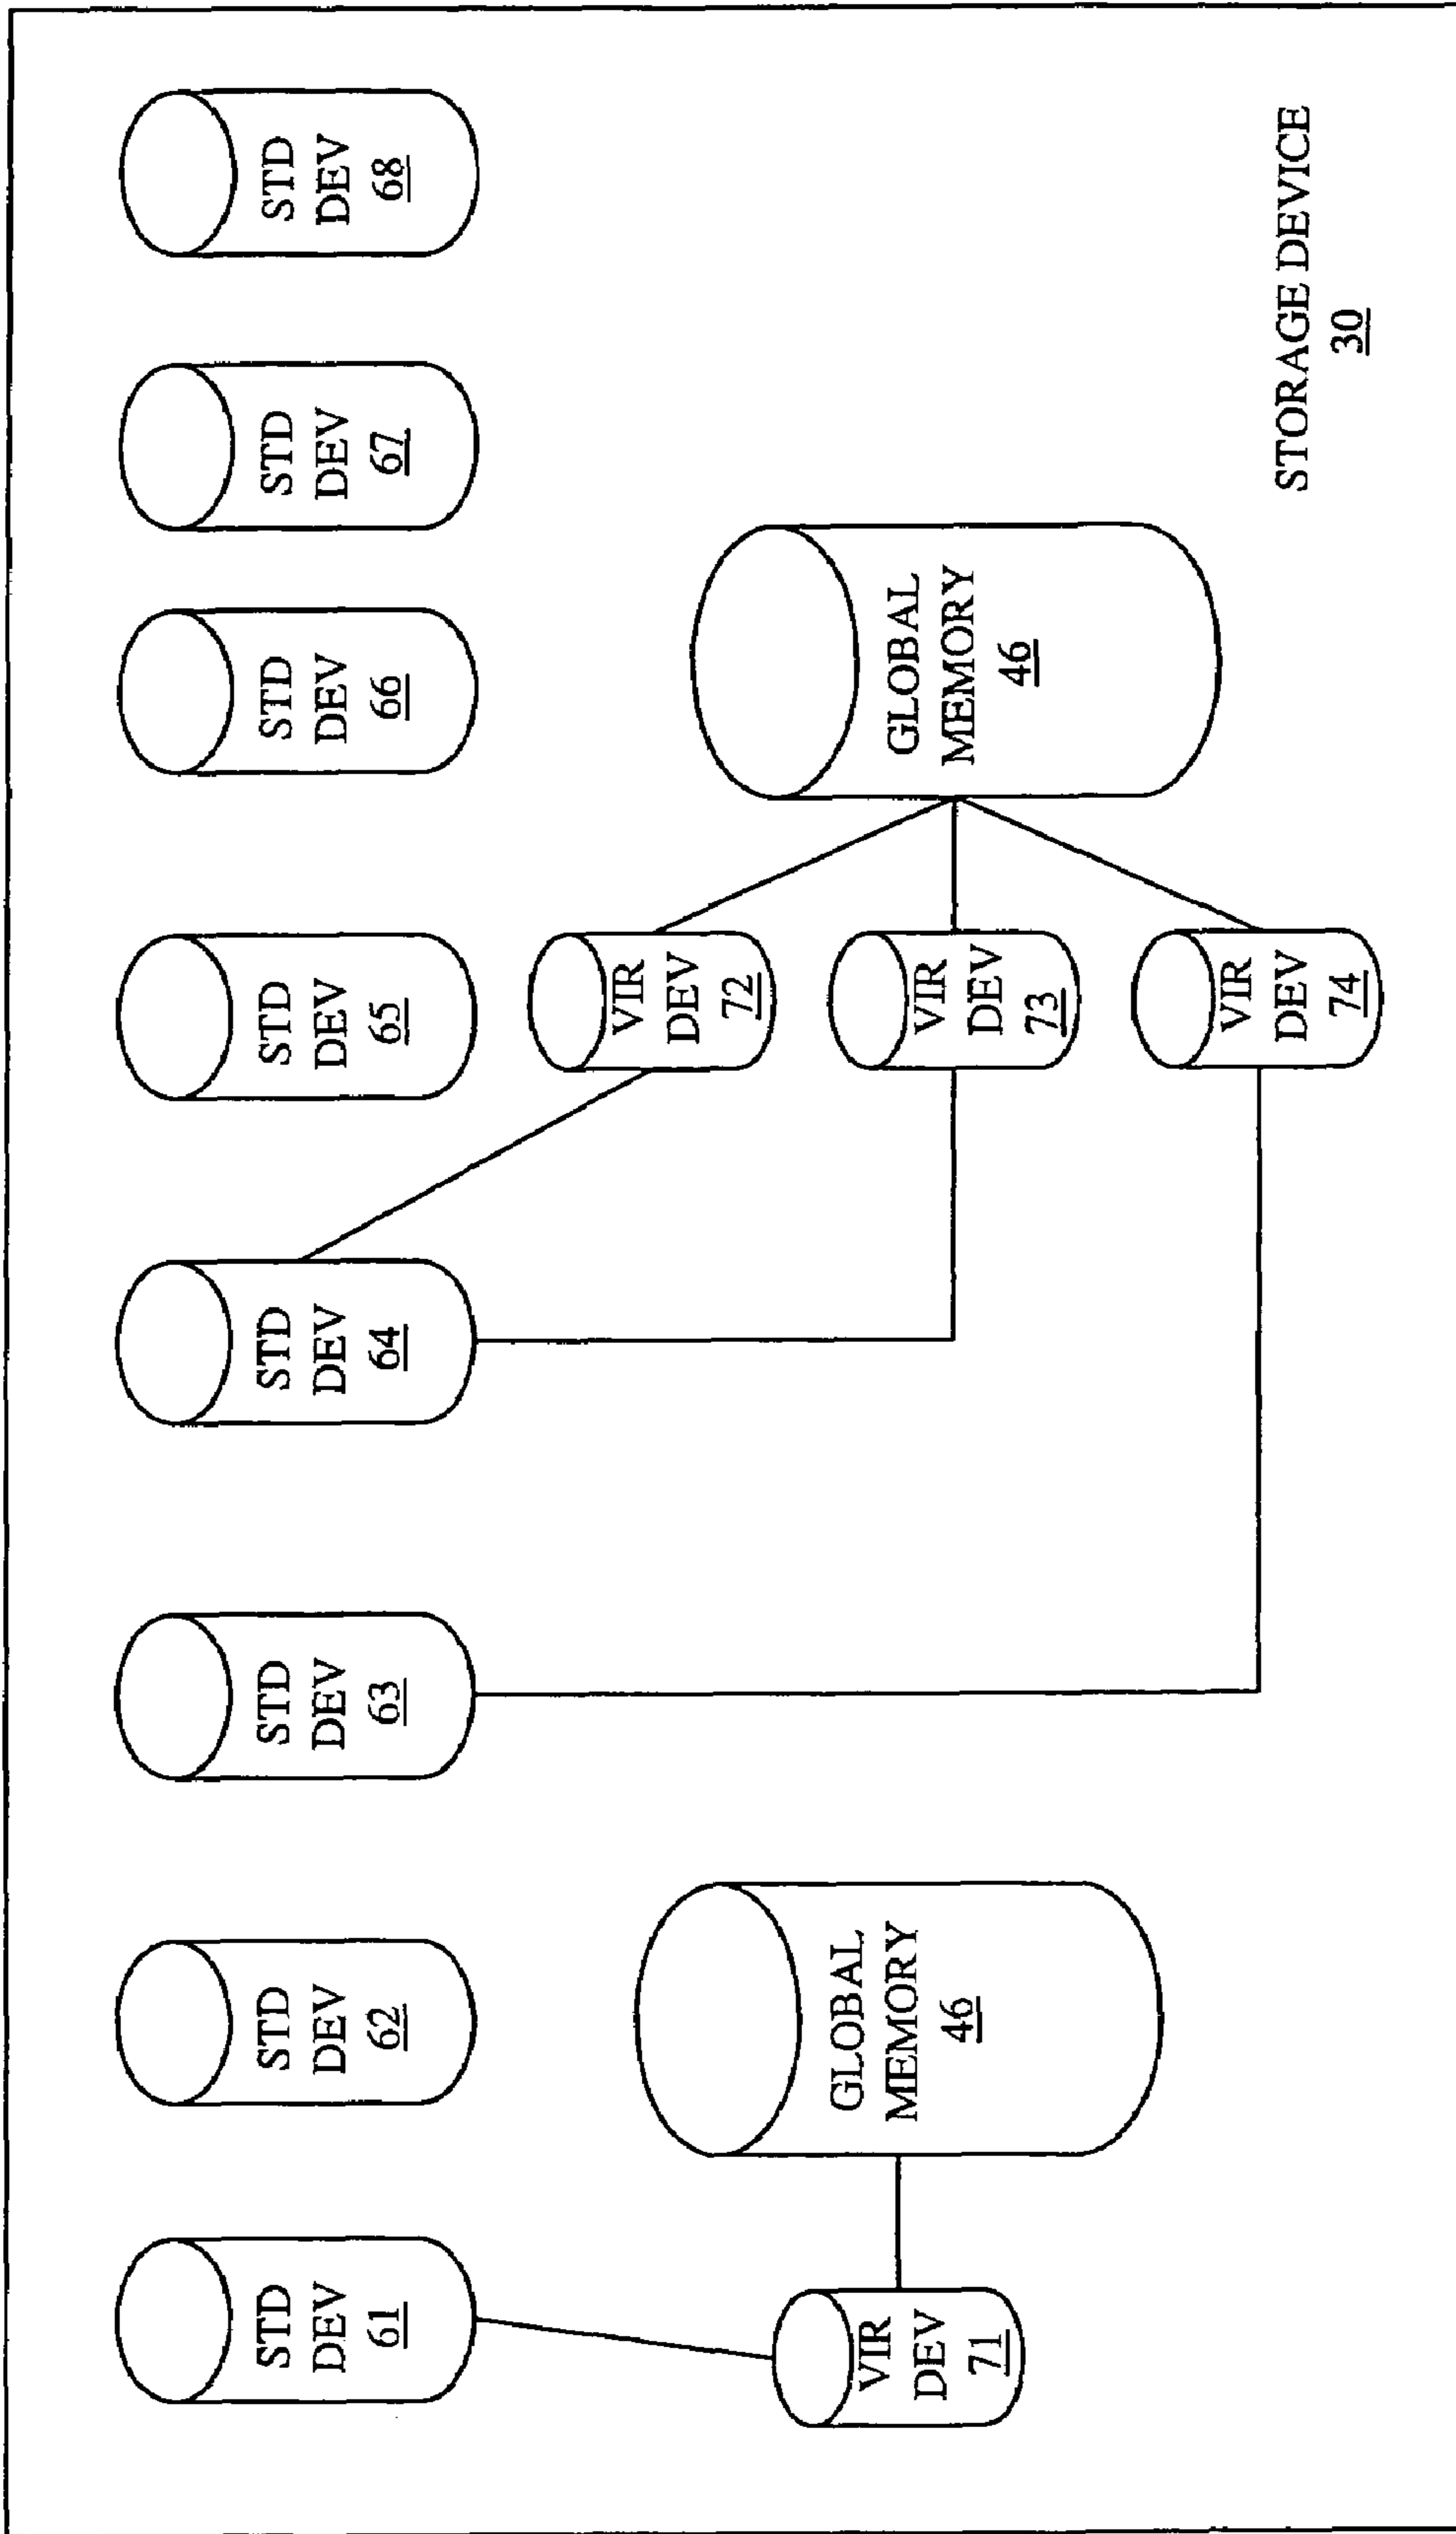 STD
DEV
61
STD
DEV
62
STD
DEV
63
STD
DEV
64
STD
DEV
65
STD
DEV
66
STD
DEV
67
STD
DEV
68
VIR
DEV
71
GLOBAL
MEMORY
46
VIR
DEV
72
VIR
DEV
73
VIR
DEV
74
GLOBAL
MEMORY
46
STORAGE DEVICE
30